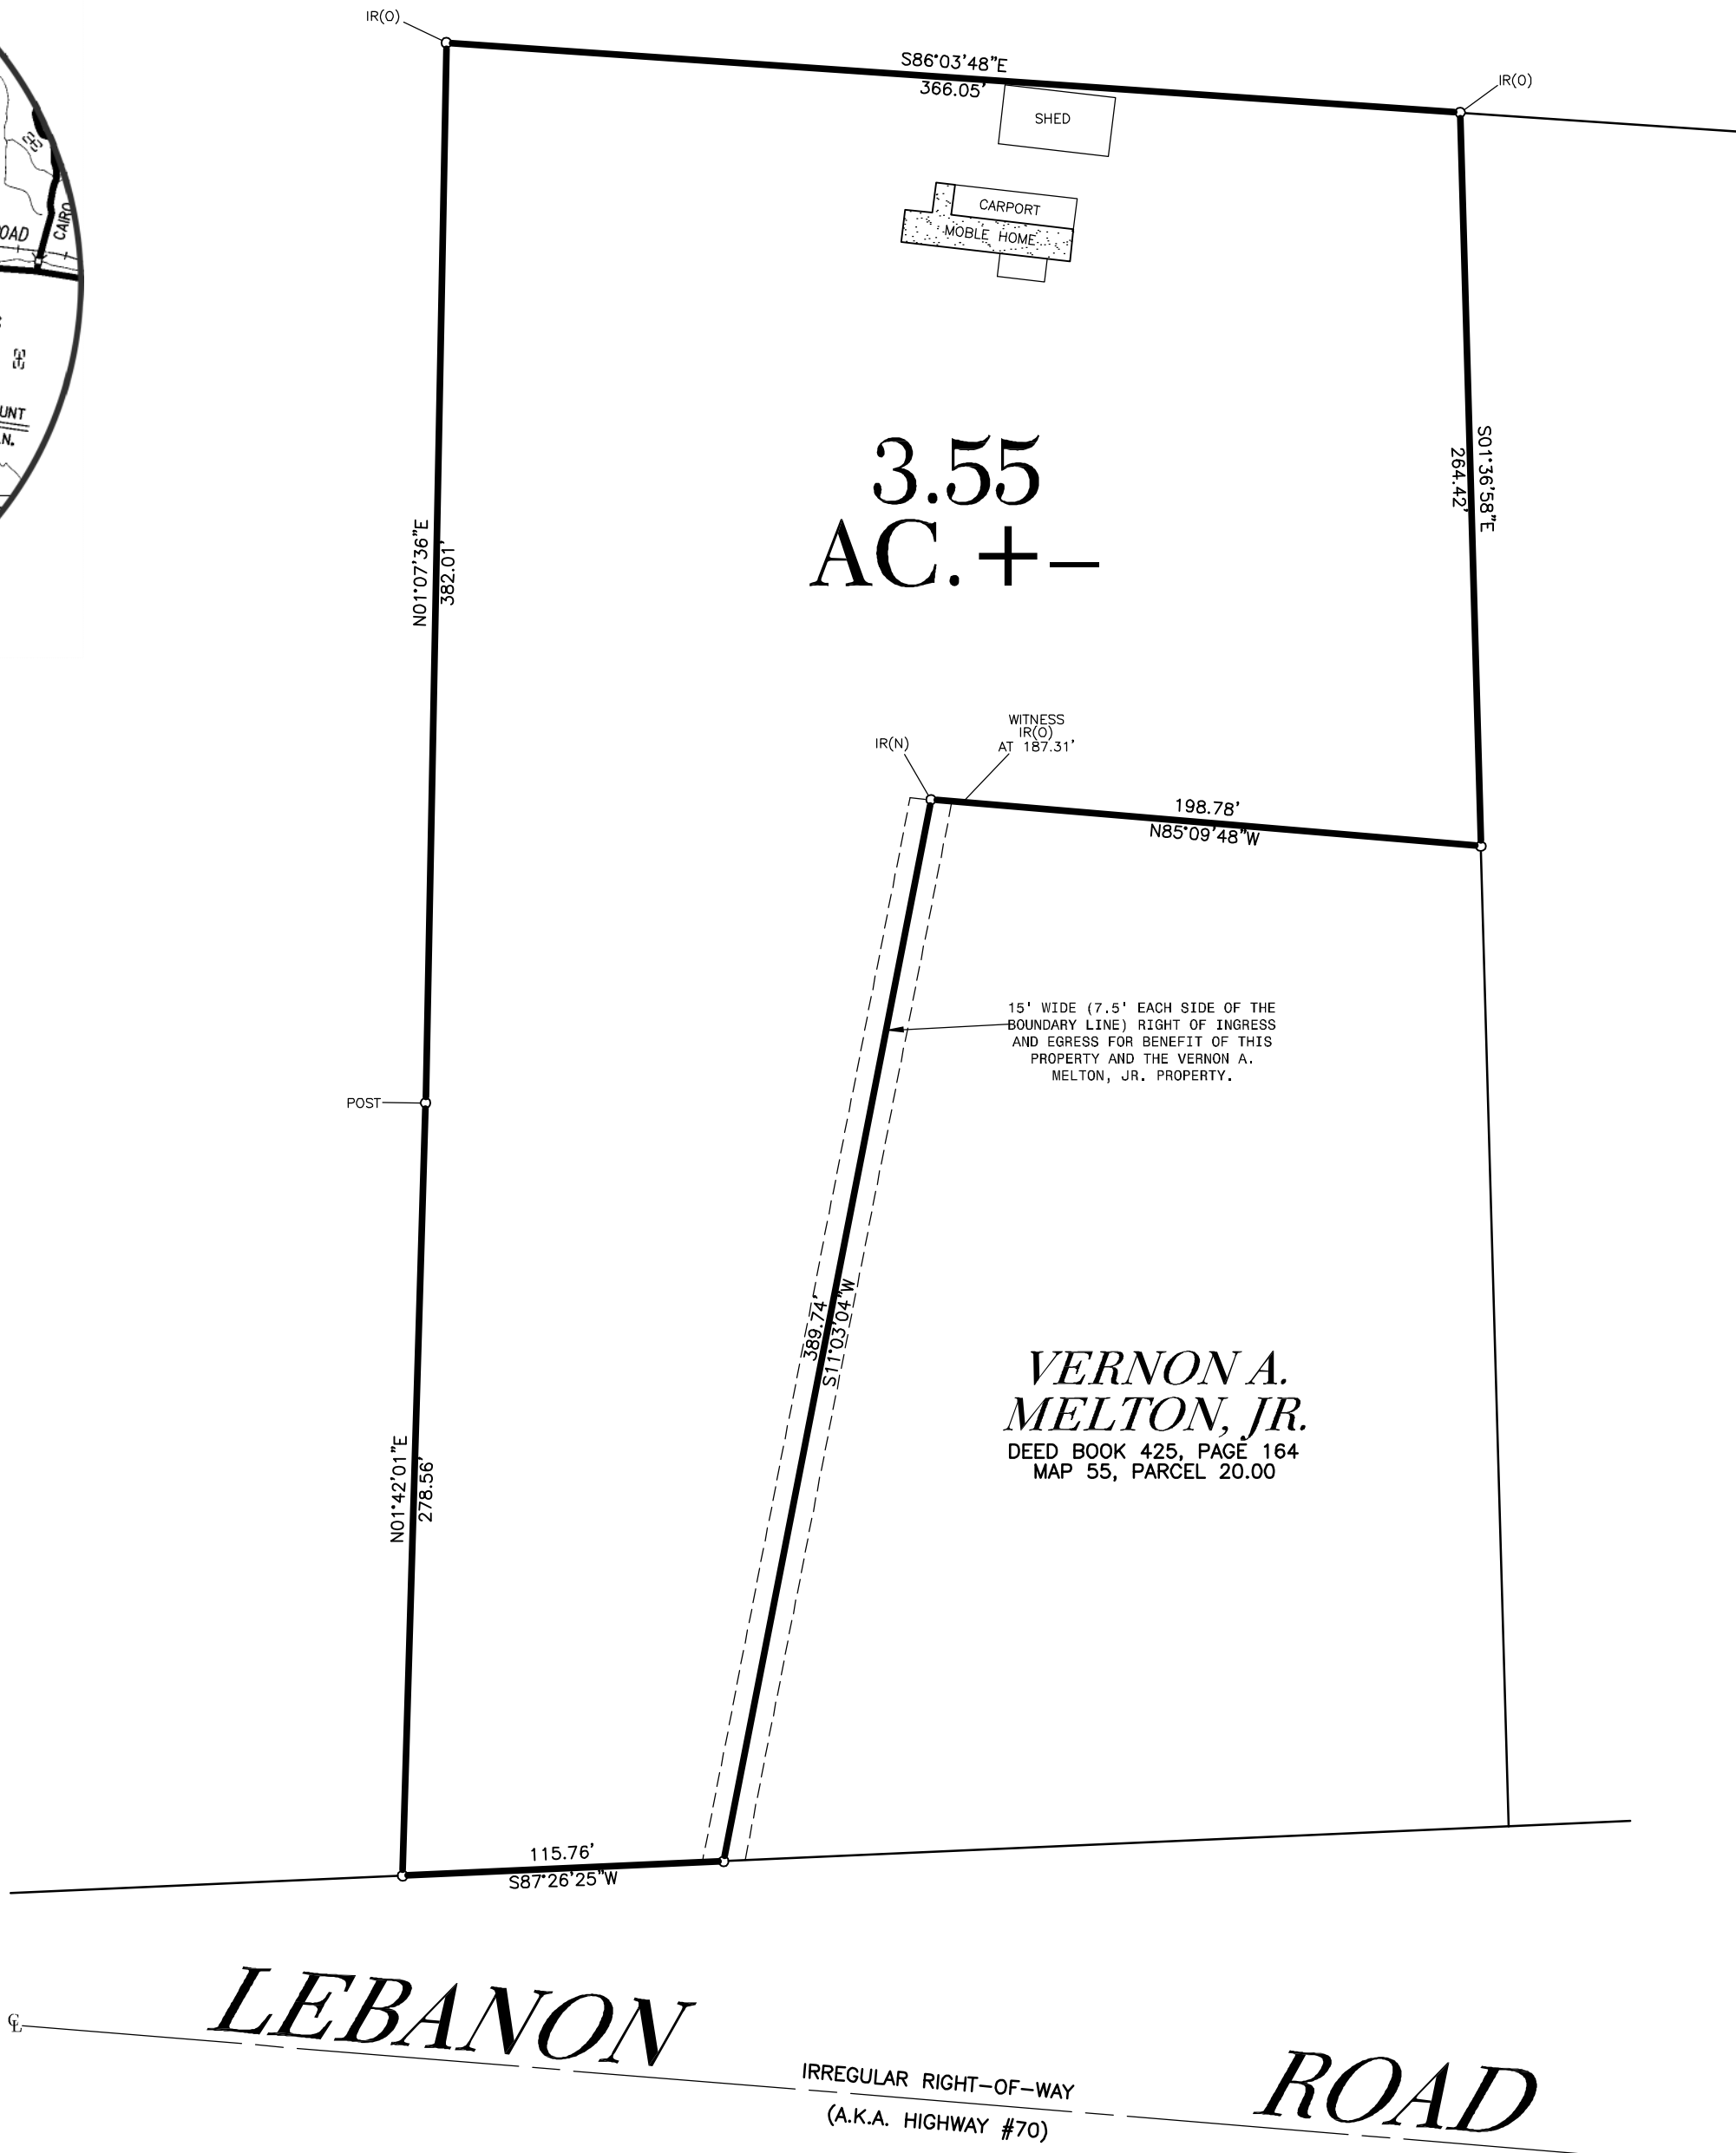 IR(O)
S86°03'48"E
366.05'
IR(O)
SHED
CARPORT
MOBLE HOME
CAIRO
OAD
UNT
N.
3.55
AC.+−
S01°36'58"E
264.42'
N01°07'36"E
382.01'
WITNESS
IR(O)
AT 187.31'
IR(N)
198.78'
N85°09'48"W
15' WIDE (7.5' EACH SIDE OF THE
BOUNDARY LINE) RIGHT OF INGRESS
AND EGRESS FOR BENEFIT OF THIS
PROPERTY AND THE VERNON A.
MELTON, JR. PROPERTY.
POST
389.74'
S11°03'04"W
VERNON A.
MELTON, JR.
DEED BOOK 425, PAGE 164
MAP 55, PARCEL 20.00
N01°42'01"E
278.56'
115.76'
S87°26'25"W
℄
LEBANON ROAD
IRREGULAR RIGHT-OF-WAY
(A.K.A. HIGHWAY #70)